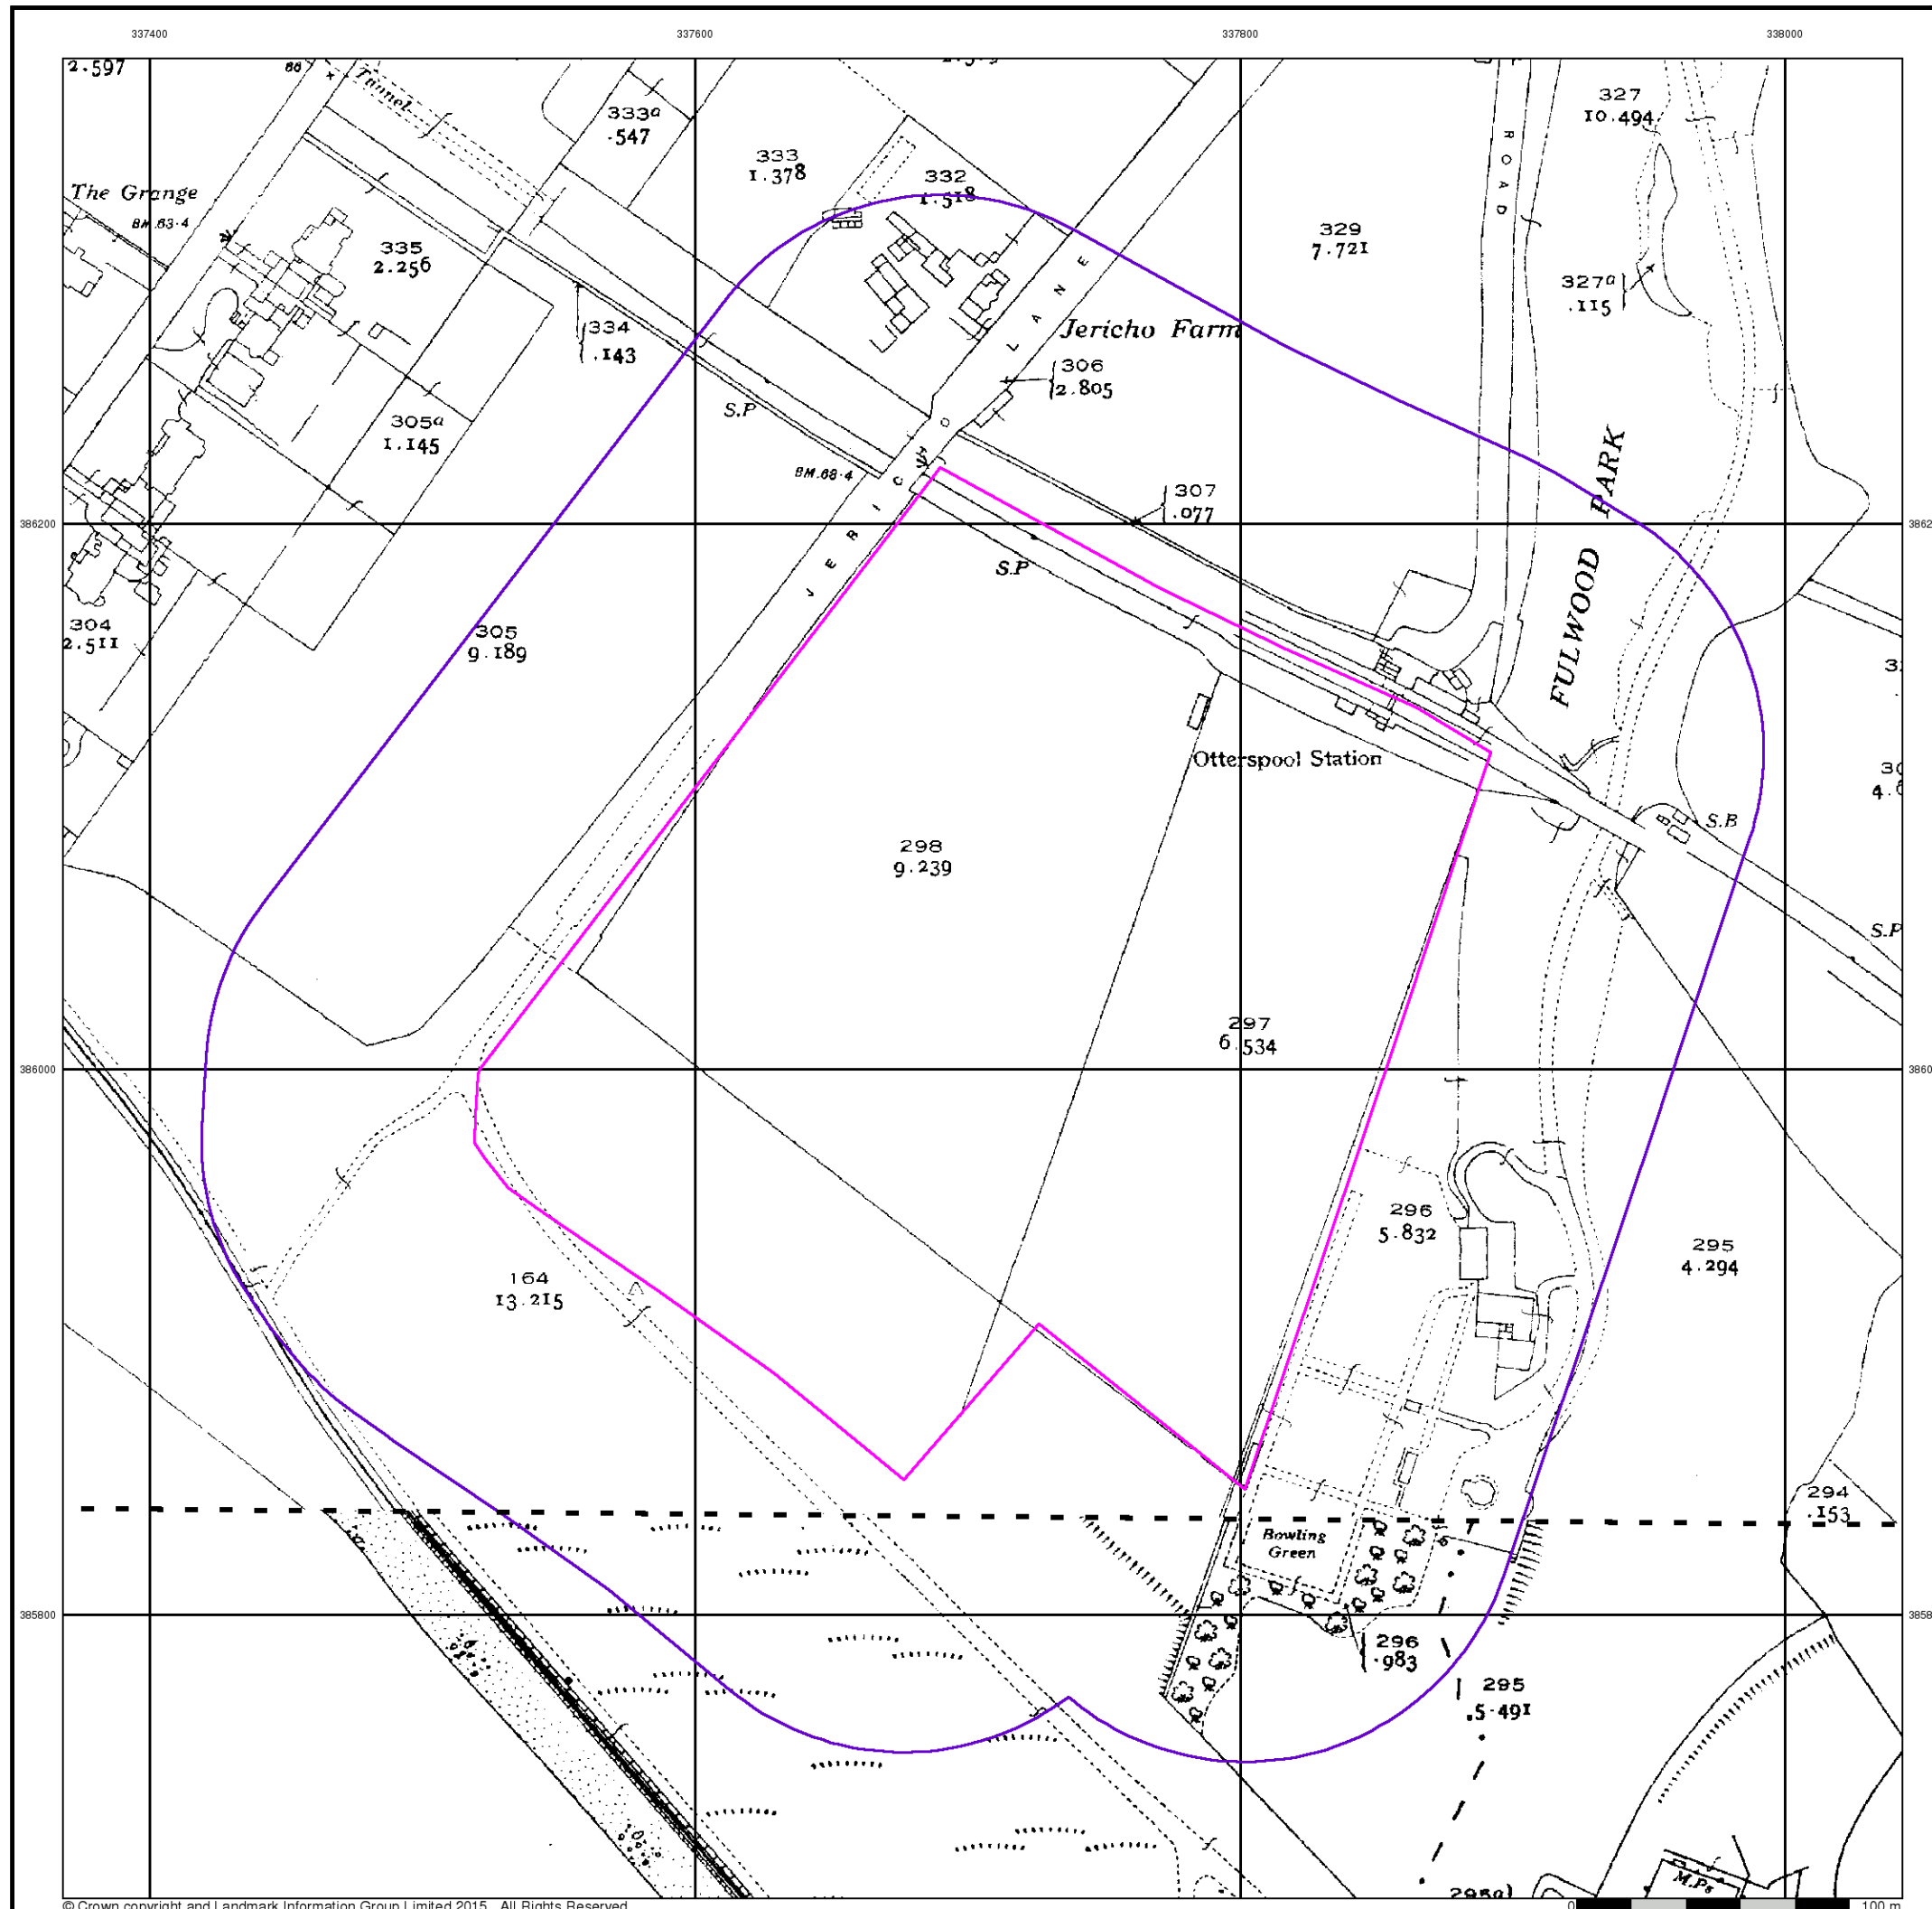 337400 337600 337800 338000
2.597
Tunnel
333a
.547
333
1.378
332
1.518
327
10.494
ROAD
The Grange
BM.63.4
335
2.256
329
7.721
327a
.115
334
.143
Jericho Farm
306
2.805
JERICHO LANE
S.P
305a
1.145
BM.68.4
307
.077
FULWOOD PARK
386200
S.P
304
2.511
305
9.189
Otterspool Station
S.B
298
9.239
S.P
297
6.534
386000
296
5.832
295
4.294
164
13.215
294
.153
Bowling
Green
385800
296
.983
295
5.491
M.Ps
295a
© Crown copyright and Landmark Information Group Limited 2015. All Rights Reserved
0 100 m